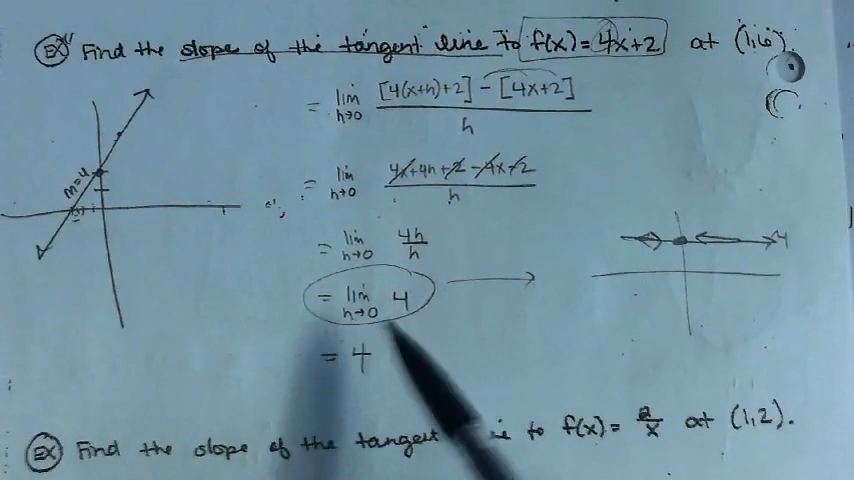 EX Find the slope of the tangent line to f(x)= 4x+2 at (1,6).
= lim h→0 [4(x+h)+2] - [4x+2] / h
m=4
= lim h→0 4x+4h+2-4x-2 / h
= lim h→0 4h / h
4
= lim h→0 4
= 4
EX Find the slope of the tangent to f(x)= 2/x at (1,2).